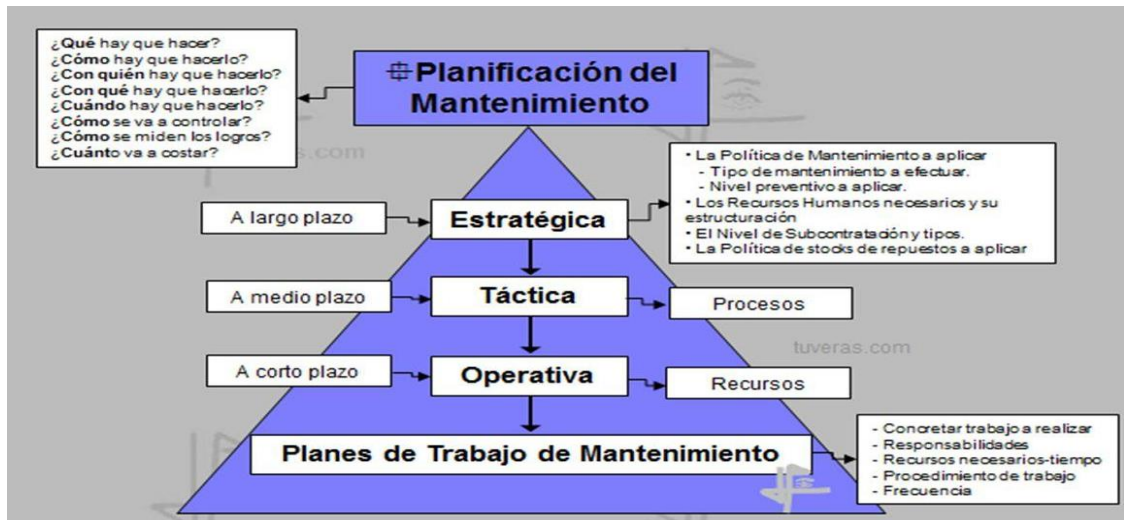 ¿Qué hay que hacer?
¿Cómo hay que hacerlo?
¿Con quién hay que hacerlo?
¿Con qué hay que hacerlo?
¿Cuándo hay que hacerlo?
¿Cómo se va a controlar?
¿Cómo se miden los logros?
¿Cuánto va a costar?
Planificación del
Mantenimiento
s.com
• La Política de Mantenimiento a aplicar
- Tipo de mantenimiento a efectuar.
- Nivel preventivo a aplicar.
• Los Recursos Humanos necesarios y su
estructuración
• El Nivel de Subcontratación y tipos.
• La Política de stocks de repuestos a aplicar
A largo plazo
Estratégica
A medio plazo
Táctica
Procesos
tuveras.com
A corto plazo
Operativa
Recursos
Planes de Trabajo de Mantenimiento
- Concretar trabajo a realizar
- Responsabilidades
- Recursos necesarios-tiempo
- Procedimiento de trabajo
- Frecuencia